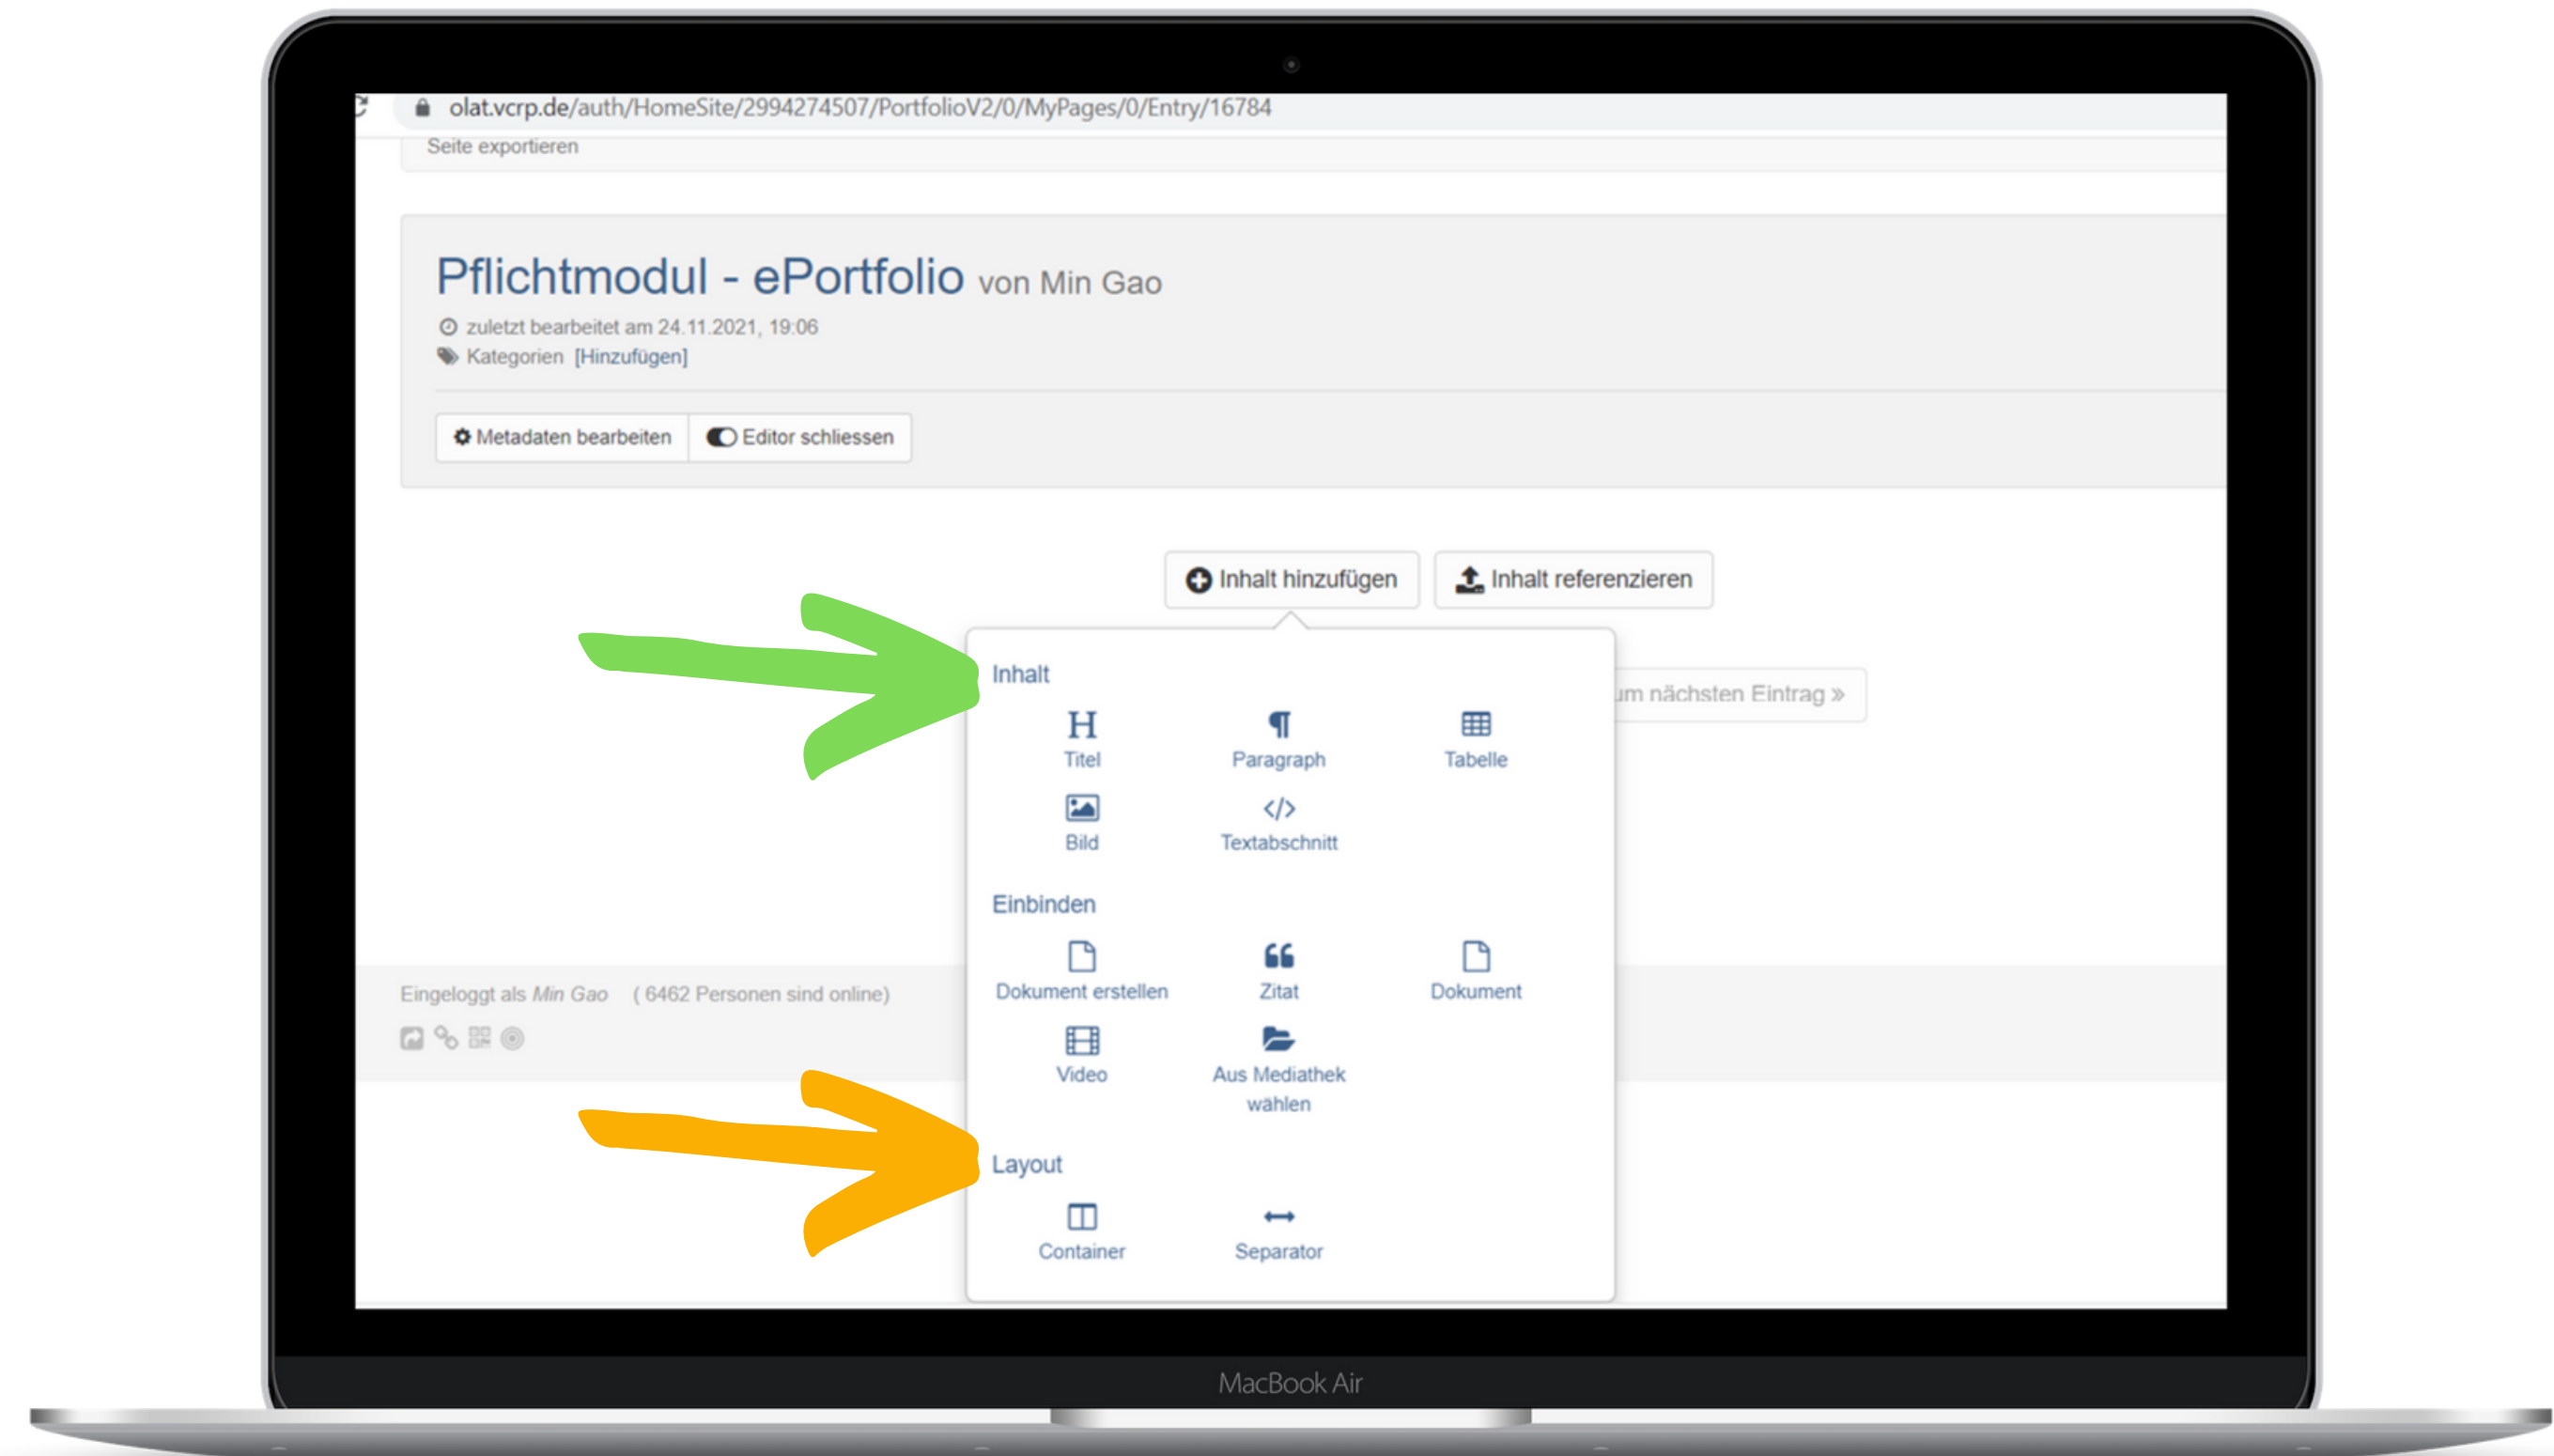 olat.vcrp.de/auth/HomeSite/2994274507/PortfolioV2/0/MyPages/0/Entry/16784
Seite exportieren
Pflichtmodul - ePortfolio von Min Gao
zuletzt bearbeitet am 24.11.2021, 19:06
Kategorien [Hinzufügen]
Metadaten bearbeiten Editor schliessen
Inhalt hinzufügen Inhalt referenzieren
Inhalt
um nächsten Eintrag »
Titel Paragraph Tabelle
Bild Textabschnitt
Einbinden
Dokument erstellen Zitat Dokument
Eingeloggt als Min Gao ( 6462 Personen sind online)
Video Aus Mediathek
wählen
Layout
Container Separator
MacBook Air